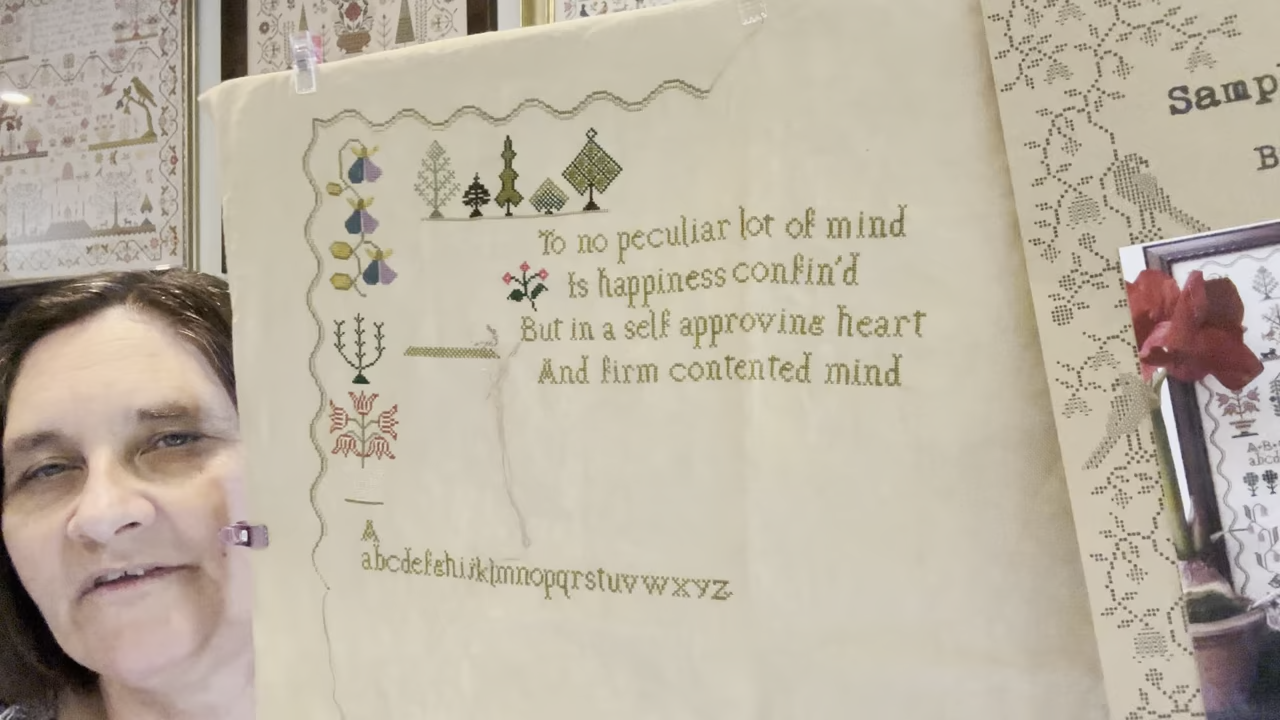 To no peculiar lot of mind
Is happiness confin'd
But in a self approving heart
And firm contented mind
A
abcdefghijklmnopqrstuvwxyz